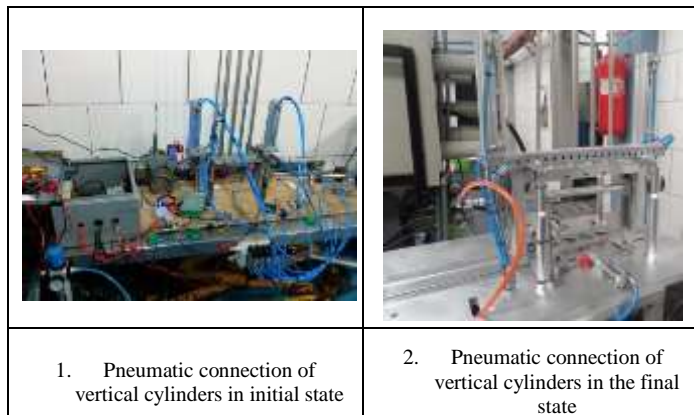 1. Pneumatic connection of
vertical cylinders in initial state
2. Pneumatic connection of
vertical cylinders in the final
state